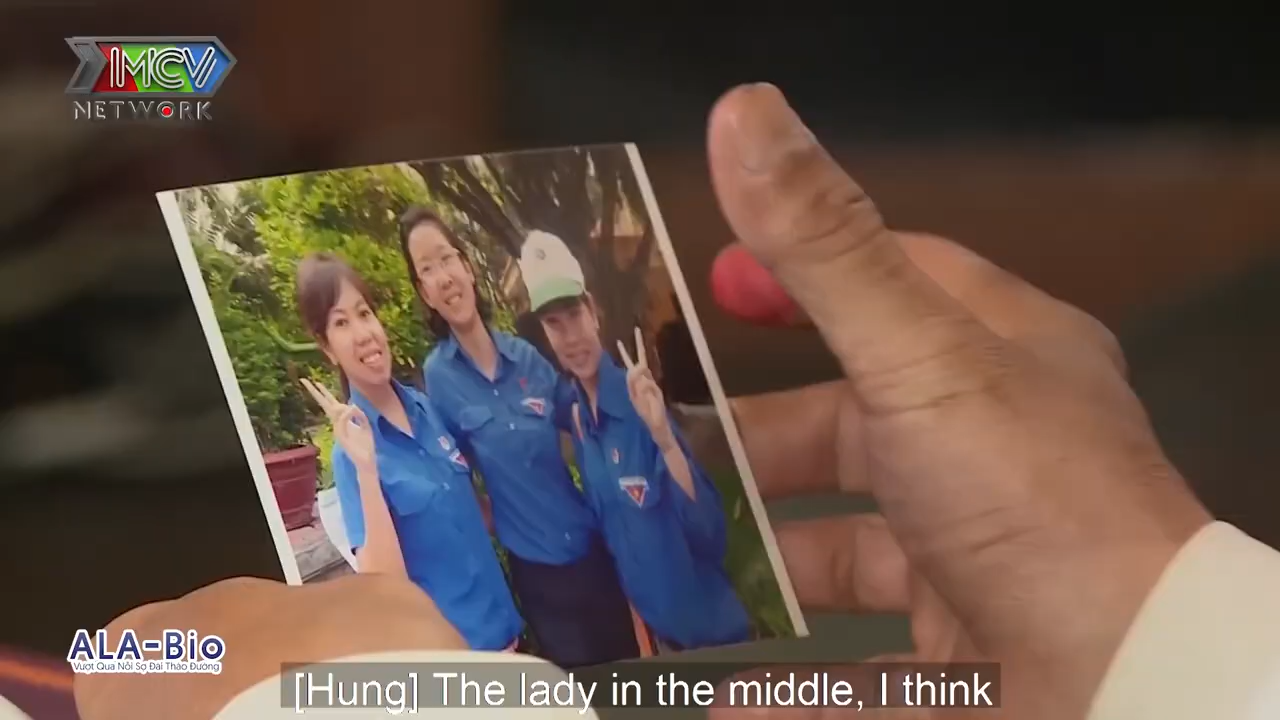 MCV
NETWORK
ALA-Bio
Vượt Qua Nỗi Sợ Đái Tháo Đường
[Hung] The lady in the middle, I think